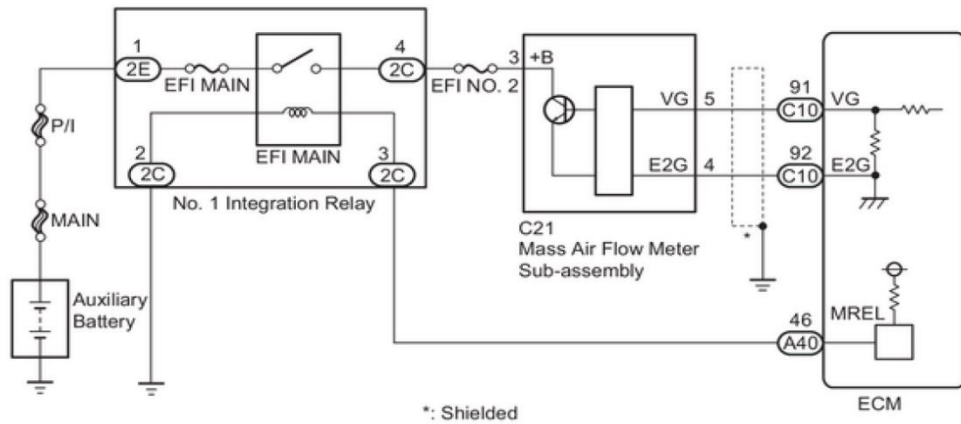 1
2E
EFI MAIN
4
2C
EFI NO. 2
3
+B
VG
5
91
C10
VG
P/I
EFI MAIN
2
2C
3
2C
E2G
4
92
C10
E2G
No. 1 Integration Relay
MAIN
C21
Mass Air Flow Meter
Sub-assembly
*
Auxiliary
Battery
46
A40
MREL
*: Shielded
ECM